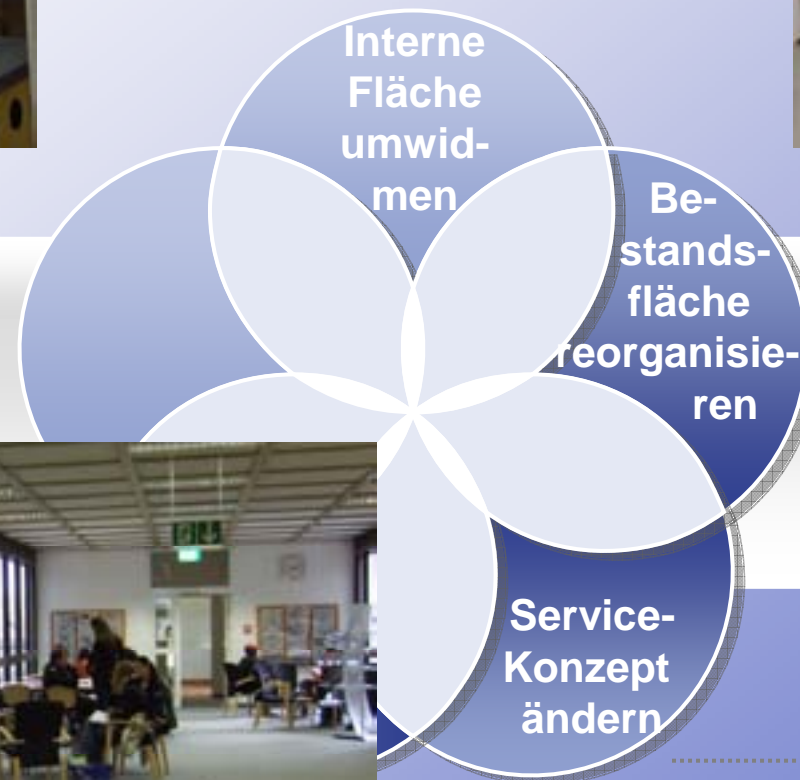 Interne
Fläche
umwid-
men
Be-
stands-
fläche
reorganisie-
ren
Service-
Konzept
ändern